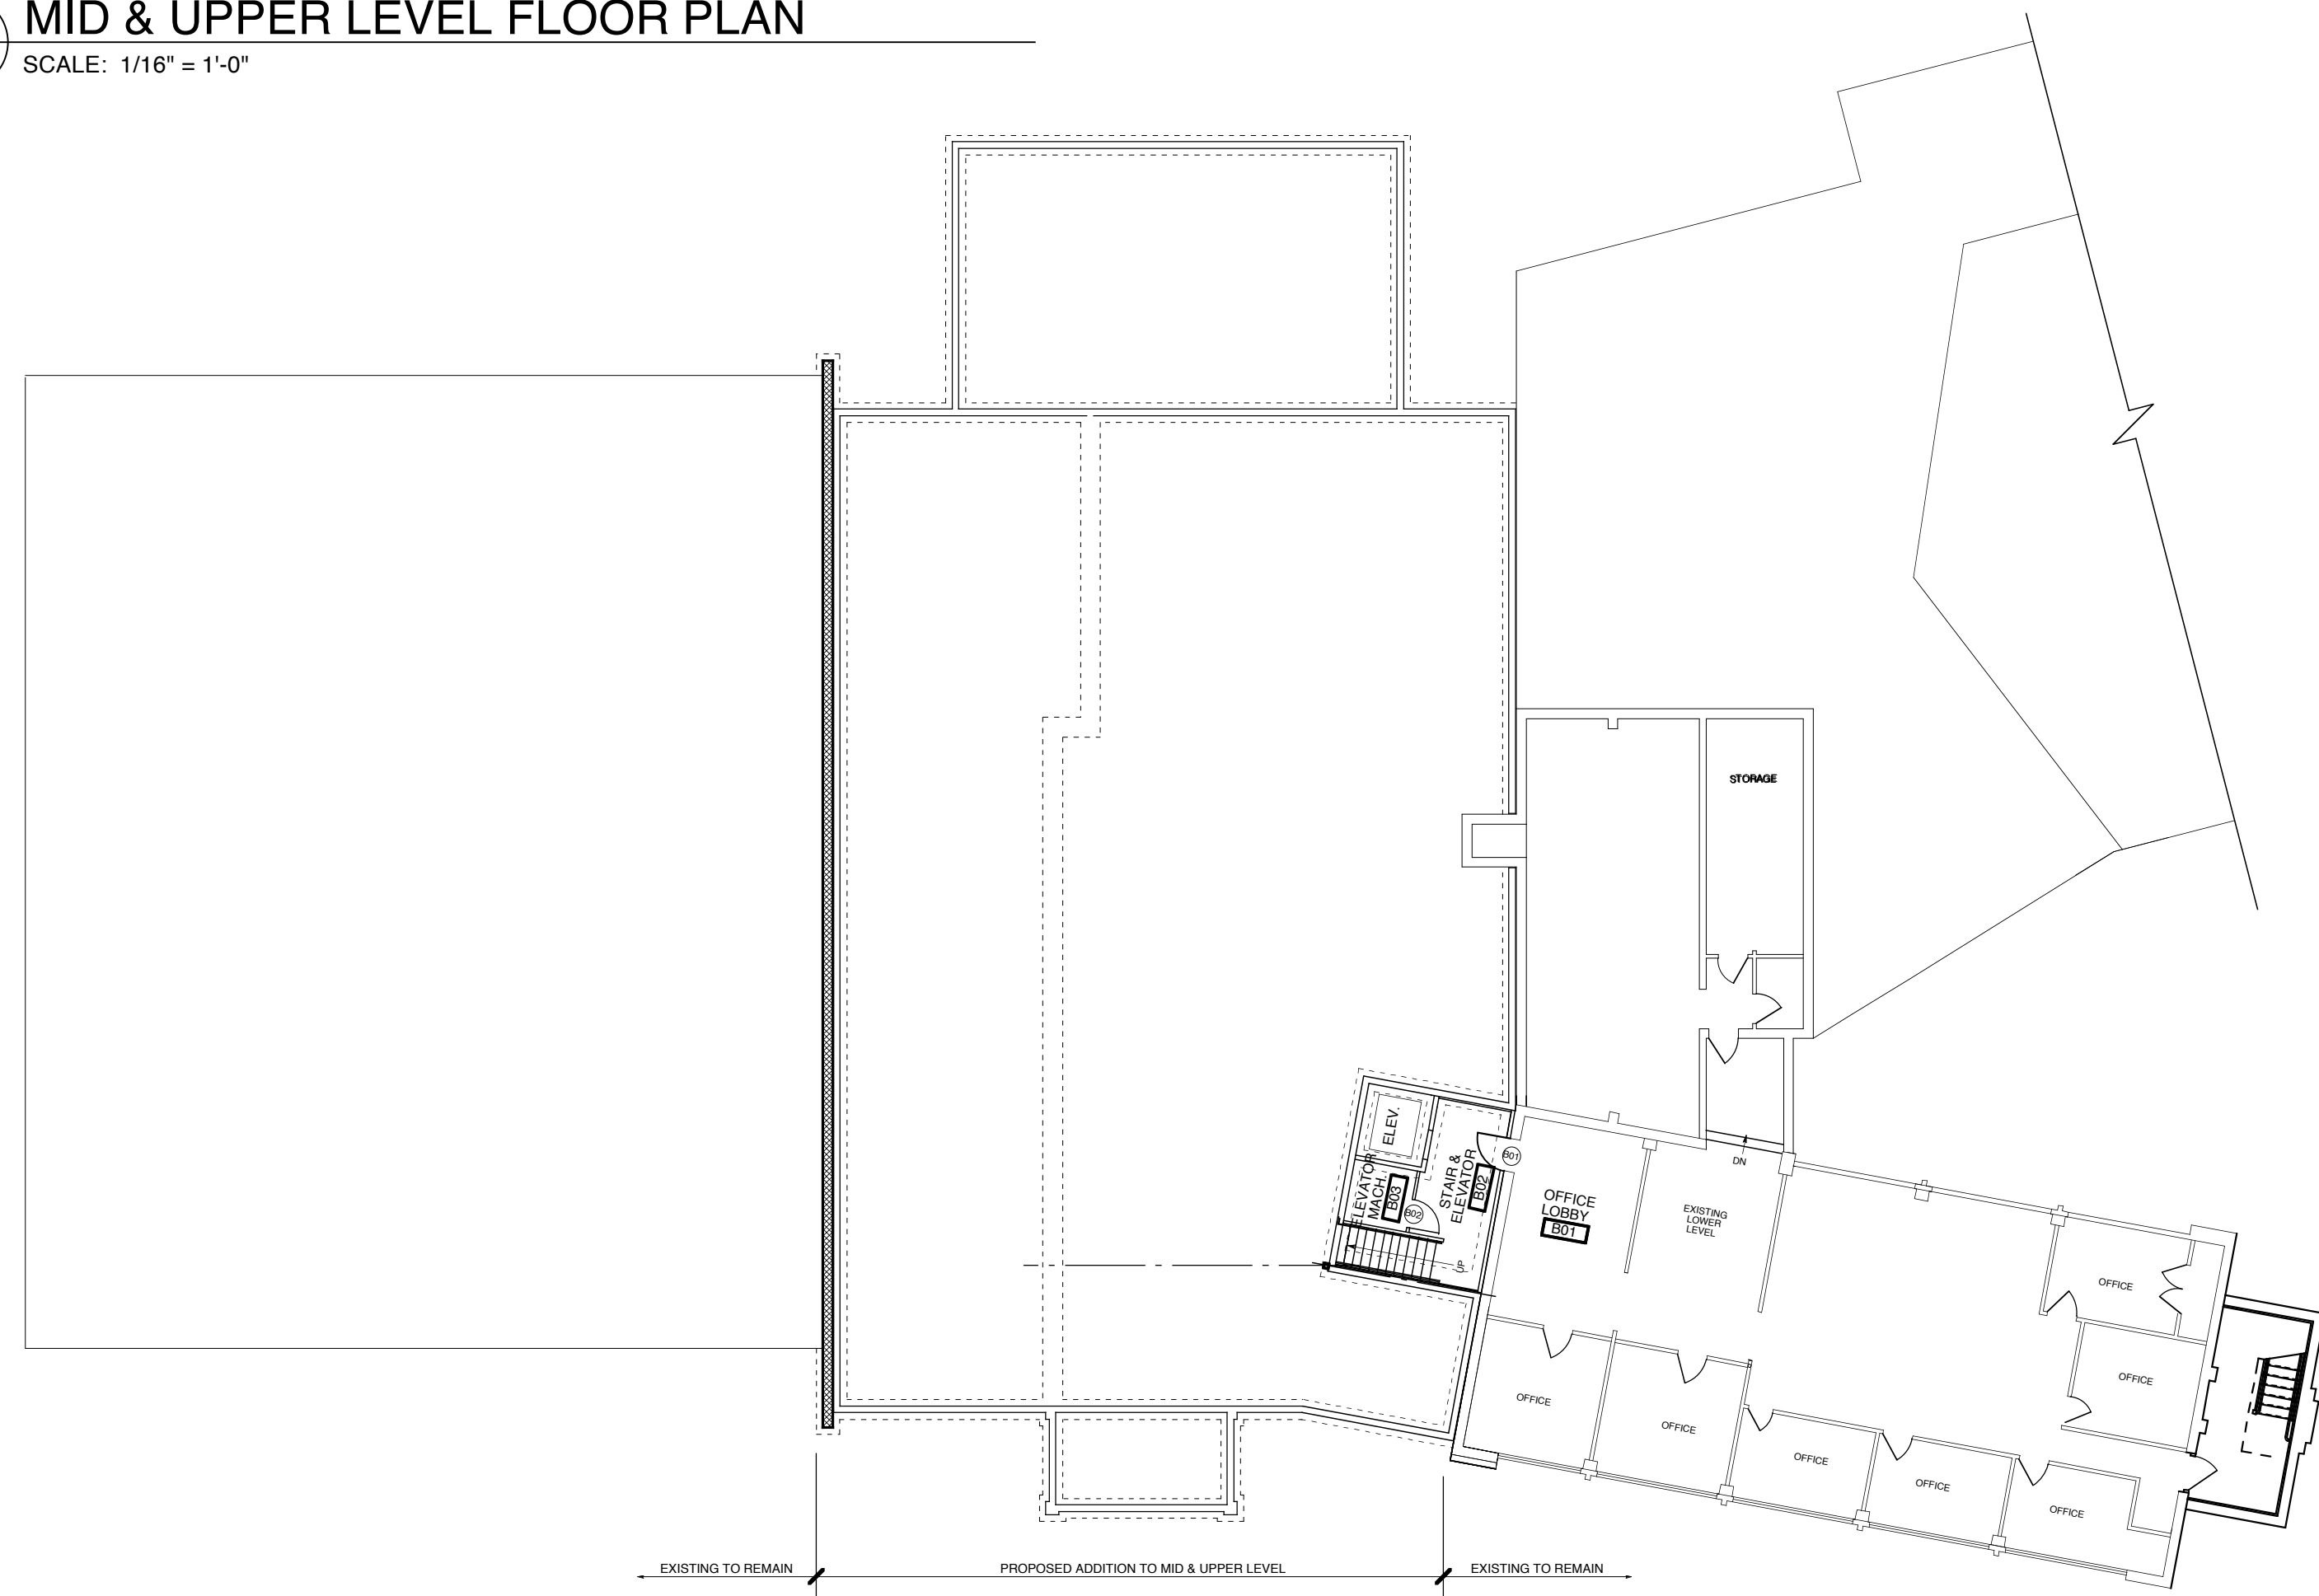 MID & UPPER LEVEL FLOOR PLAN
SCALE: 1/16" = 1'-0"
STORAGE
ELEV.
ELEVATOR
MACH.
B03
B02
STAIR &
ELEVATOR
B02
B01
UP
OFFICE
LOBBY
B01
EXISTING
LOWER
LEVEL
DN
OFFICE
OFFICE
OFFICE
OFFICE
OFFICE
OFFICE
OFFICE
EXISTING TO REMAIN
PROPOSED ADDITION TO MID & UPPER LEVEL
EXISTING TO REMAIN